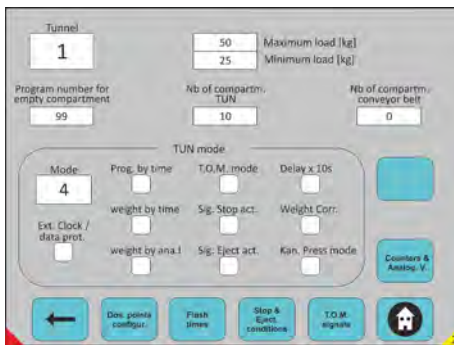 Tunnel
1
50 Maximum load [kg]
25 Minimum load [kg]
Program number for
empty compartment
99
Nb of compartm.
TUN
10
Nb of compartm.
conveyor belt
0
TUN mode
Mode
4
Ext. Clock /
data prot.
Prog. by time
T.O.M. mode
Delay x 10s
weight by time
Sig. Stop act.
Weight Corr.
weight by ana.I
Sig. Eject act.
Kan. Press mode
Counters &
Analog. V.
Dos. points
configur.
Flush
times
Stop &
Eject.
conditions
T.O.M.
signals